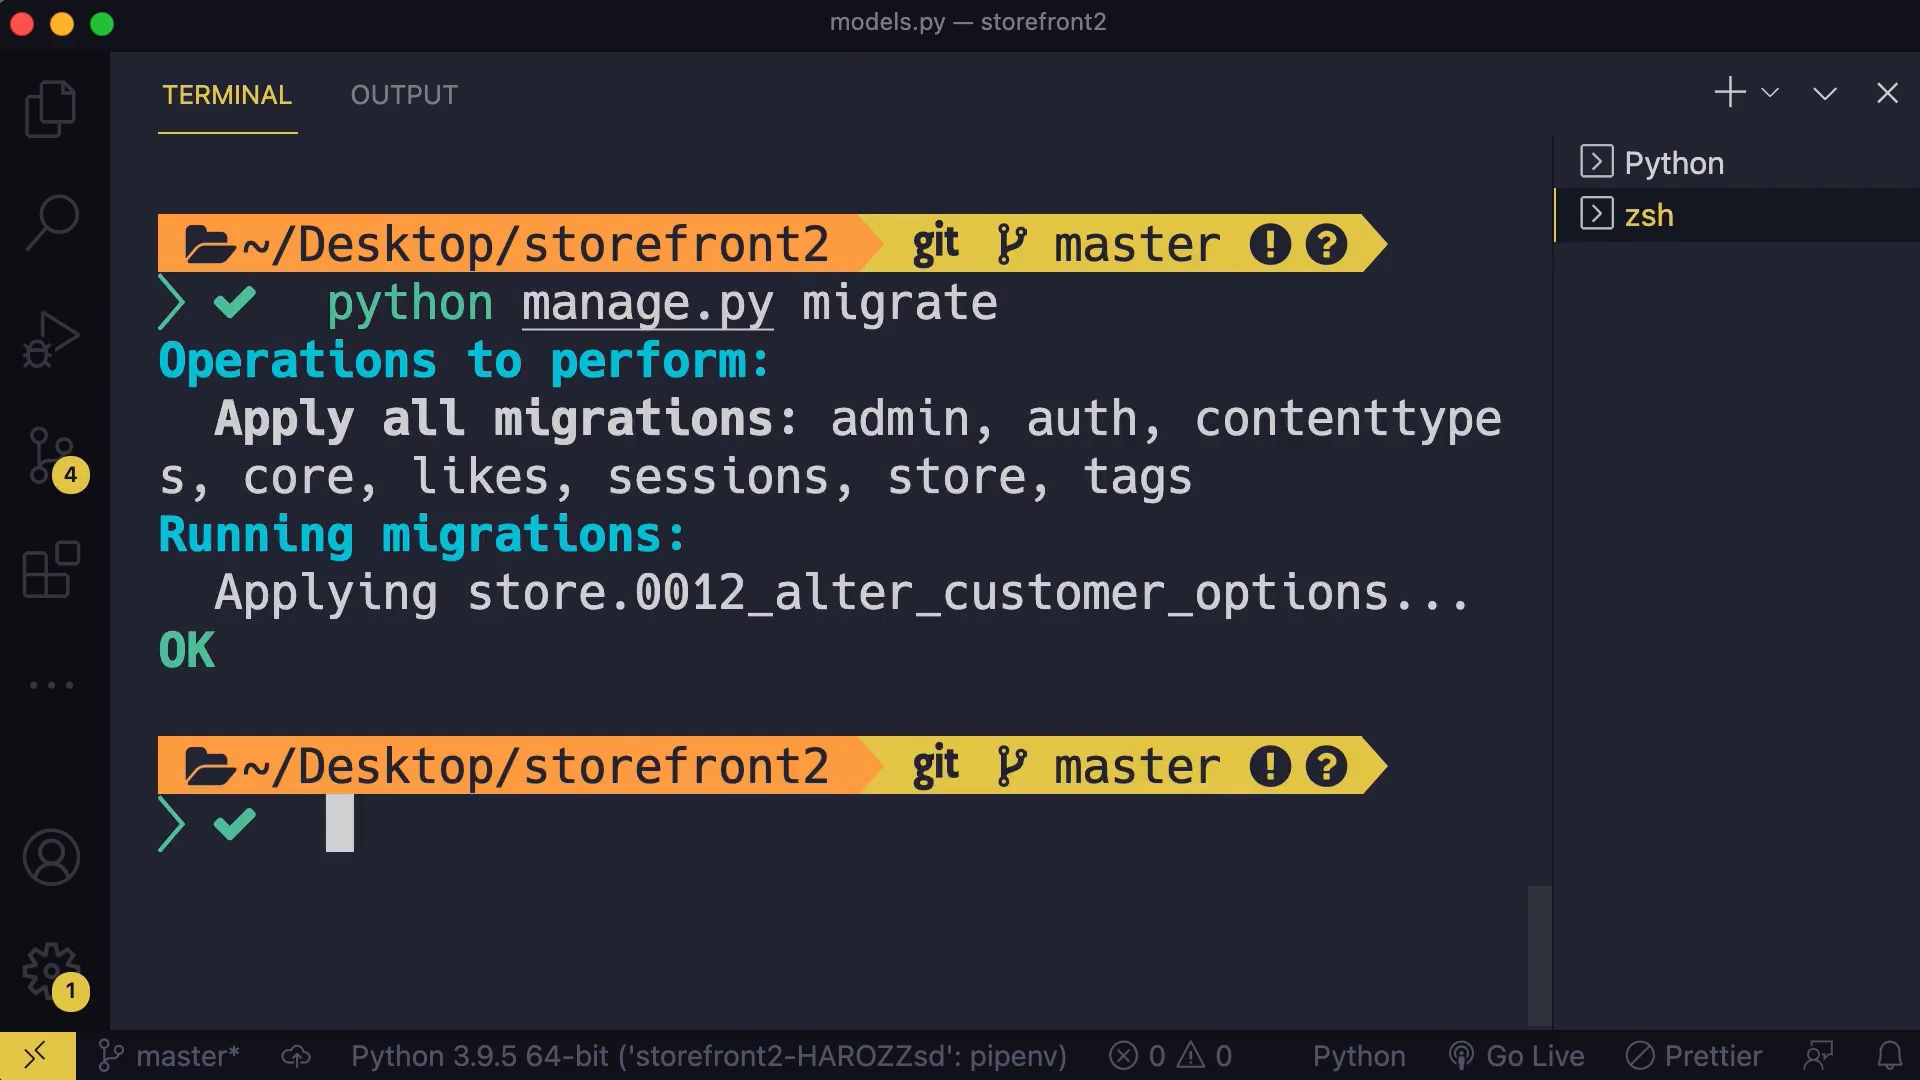 models.py — storefront2
TERMINAL OUTPUT
Python
zsh
~/Desktop/storefront2 git master ! ?
python manage.py migrate
Operations to perform:
Apply all migrations: admin, auth, contenttype
s, core, likes, sessions, store, tags
Running migrations:
Applying store.0012_alter_customer_options...
OK
~/Desktop/storefront2 git master ! ?
4
1
master* Python 3.9.5 64-bit ('storefront2-HAROZZsd': pipenv) 0 0 Python Go Live Prettier